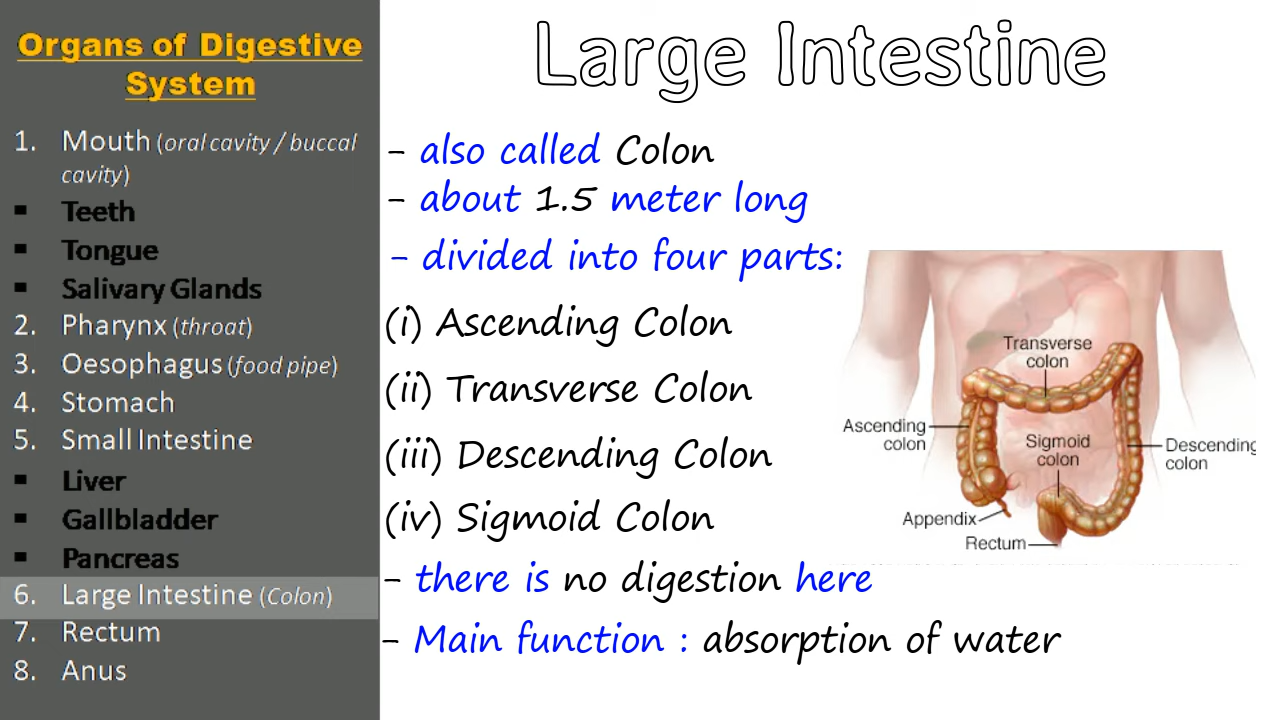 Organs of Digestive
System
1. Mouth (oral cavity / buccal
cavity)
▪ Teeth
▪ Tongue
▪ Salivary Glands
2. Pharynx (throat)
3. Oesophagus (food pipe)
4. Stomach
5. Small Intestine
▪ Liver
▪ Gallbladder
▪ Pancreas
6. Large Intestine (Colon)
7. Rectum
8. Anus
Large Intestine
- also called Colon
- about 1.5 meter long
- divided into four parts:
(i) Ascending Colon
(ii) Transverse Colon
(iii) Descending Colon
(iv) Sigmoid Colon
- there is no digestion here
- Main function : absorption of water
Transverse
colon
Ascending
colon
Sigmoid
colon
Descending
colon
Appendix
Rectum